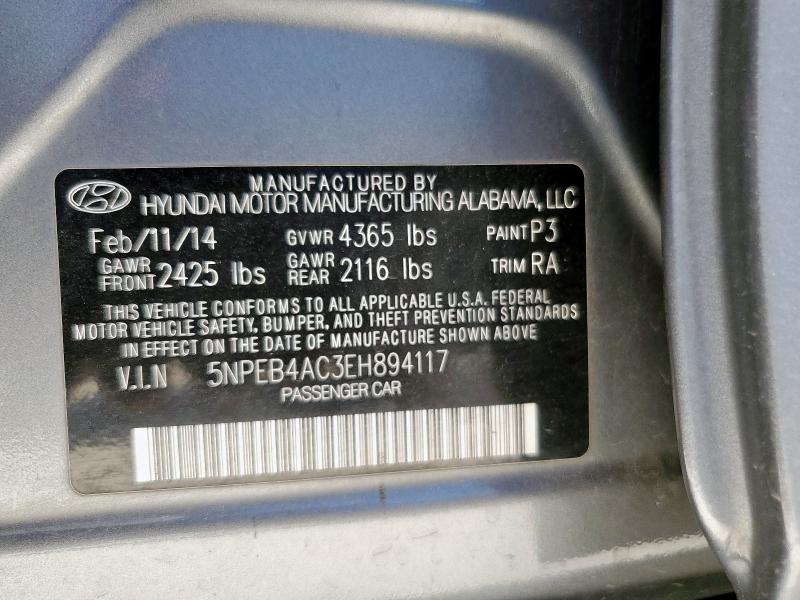 MANUFACTURED BY
HYUNDAI MOTOR MANUFACTURING ALABAMA, LLC
Feb/11/14 GVWR 4365 lbs PAINT P3
GAWR FRONT 2425 lbs GAWR REAR 2116 lbs TRIM RA
THIS VEHICLE CONFORMS TO ALL APPLICABLE U.S.A. FEDERAL
MOTOR VEHICLE SAFETY, BUMPER, AND THEFT PREVENTION STANDARDS
IN EFFECT ON THE DATE OF MANUFACTURE SHOWN ABOVE
V.I.N 5NPEB4AC3EH894117
PASSENGER CAR